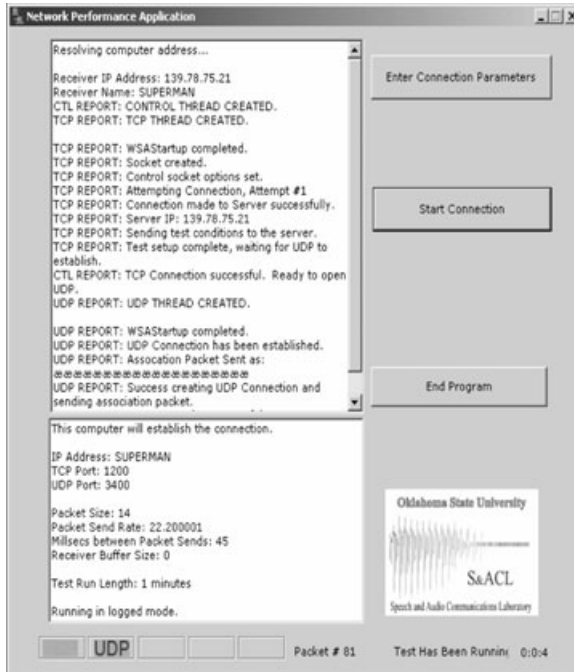 Network Performance Application
Resolving computer address...
Receiver IP Address: 139.78.75.21
Receiver Name: SUPERMAN
CTL REPORT: CONTROL THREAD CREATED.
TCP REPORT: TCP THREAD CREATED.
TCP REPORT: WSAStartup completed.
TCP REPORT: Socket created.
TCP REPORT: Control socket options set.
TCP REPORT: Attempting Connection, Attempt #1
TCP REPORT: Connection made to Server successfully.
TCP REPORT: Server IP: 139.78.75.21
TCP REPORT: Sending test conditions to the server.
TCP REPORT: Test setup complete, waiting for UDP to
establish.
CTL REPORT: TCP Connection successful.  Ready to open
UDP.
UDP REPORT: UDP THREAD CREATED.
UDP REPORT: WSAStartup completed.
UDP REPORT: UDP Connection has been established.
UDP REPORT: Assocation Packet Sent as:
UDP REPORT: Success creating UDP Connection and
sending association packet.
Enter Connection Parameters
Start Connection
End Program
This computer will establish the connection.
IP Address: SUPERMAN
TCP Port: 1200
UDP Port: 3400
Packet Size: 14
Packet Send Rate: 22.200001
Millsecs between Packet Sends: 45
Receiver Buffer Size: 0
Test Run Length: 1 minutes
Running in logged mode.
Oklahoma State University
S&ACL
Speech and Audio Communications Laboratory
UDP
Packet # 81
Test Has Been Runnin
0:0:4